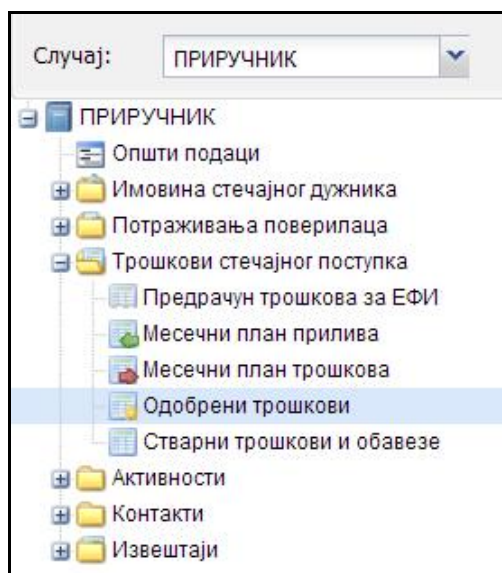 Случај: ПРИРУЧНИК
ПРИРУЧНИК
Општи подаци
Имовина стечајног дужника
Потраживања поверилаца
Трошкови стечајног поступка
Предрачун трошкова за ЕФИ
Месечни план прилива
Месечни план трошкова
Одобрени трошкови
Стварни трошкови и обавезе
Активности
Контакти
Извештаји